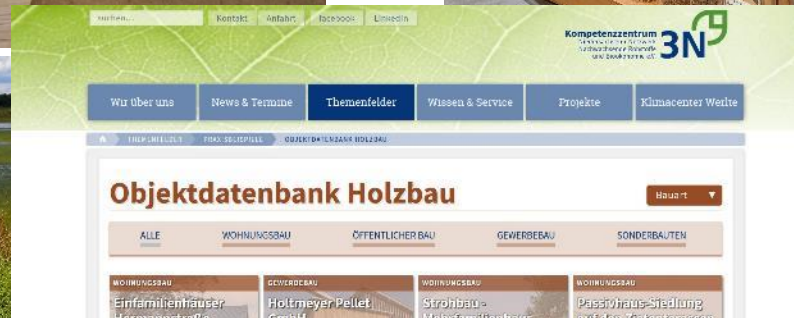 suchen...
Kontakt Anfahrt facebook LinkedIn
Kompetenzzentrum
3N
Wir über uns News & Termine Themenfelder Wissen & Service Projekte Klimacenter Werlte
THEMENFELDER PRAXISBEISPIELE OBJEKTDATENBANK HOLZBAU
Objektdatenbank Holzbau
Bauart
ALLE WOHNUNGSBAU ÖFFENTLICHER BAU GEWERBEBAU SONDERBAUTEN
WOHNUNGSBAU GEWERBEBAU WOHNUNGSBAU WOHNUNGSBAU
Einfamilienhäuser Holtmeyer Pellet Strohbau - Passivhaus-Siedlung
GmbH Mehrfamilienhaus